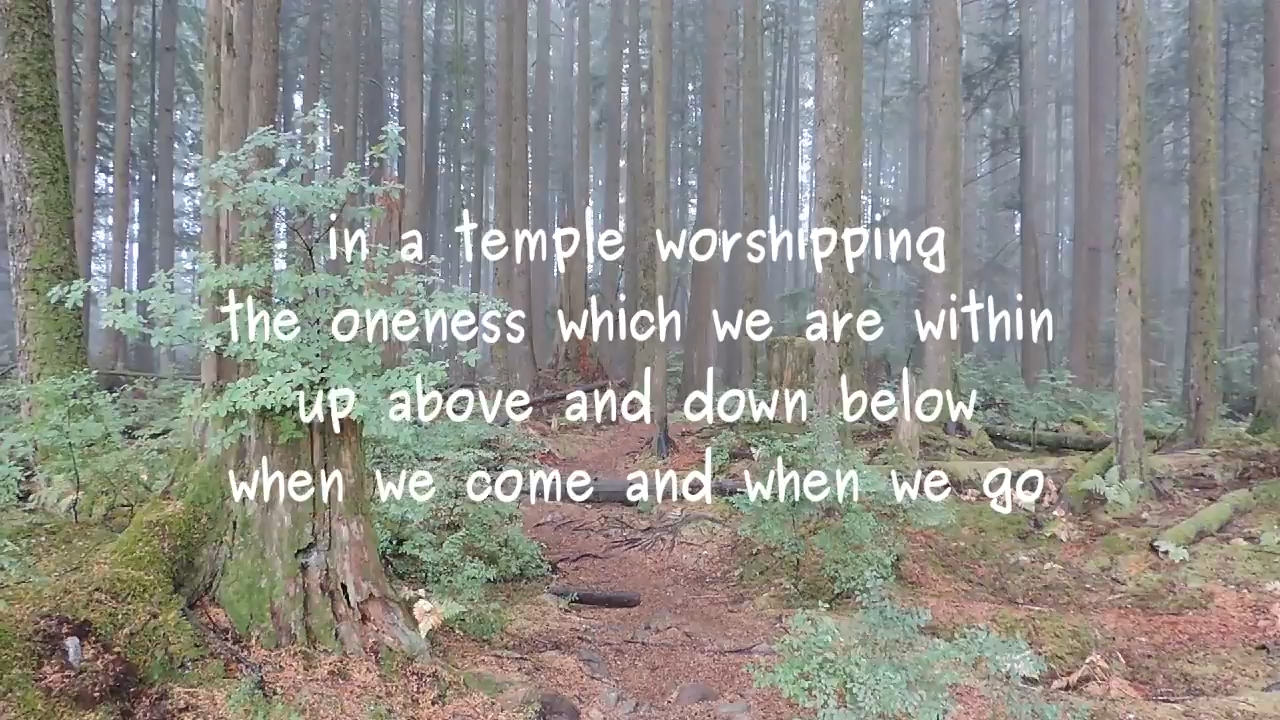 in a temple worshipping
the oneness which we are within
up above and down below
when we come and when we go